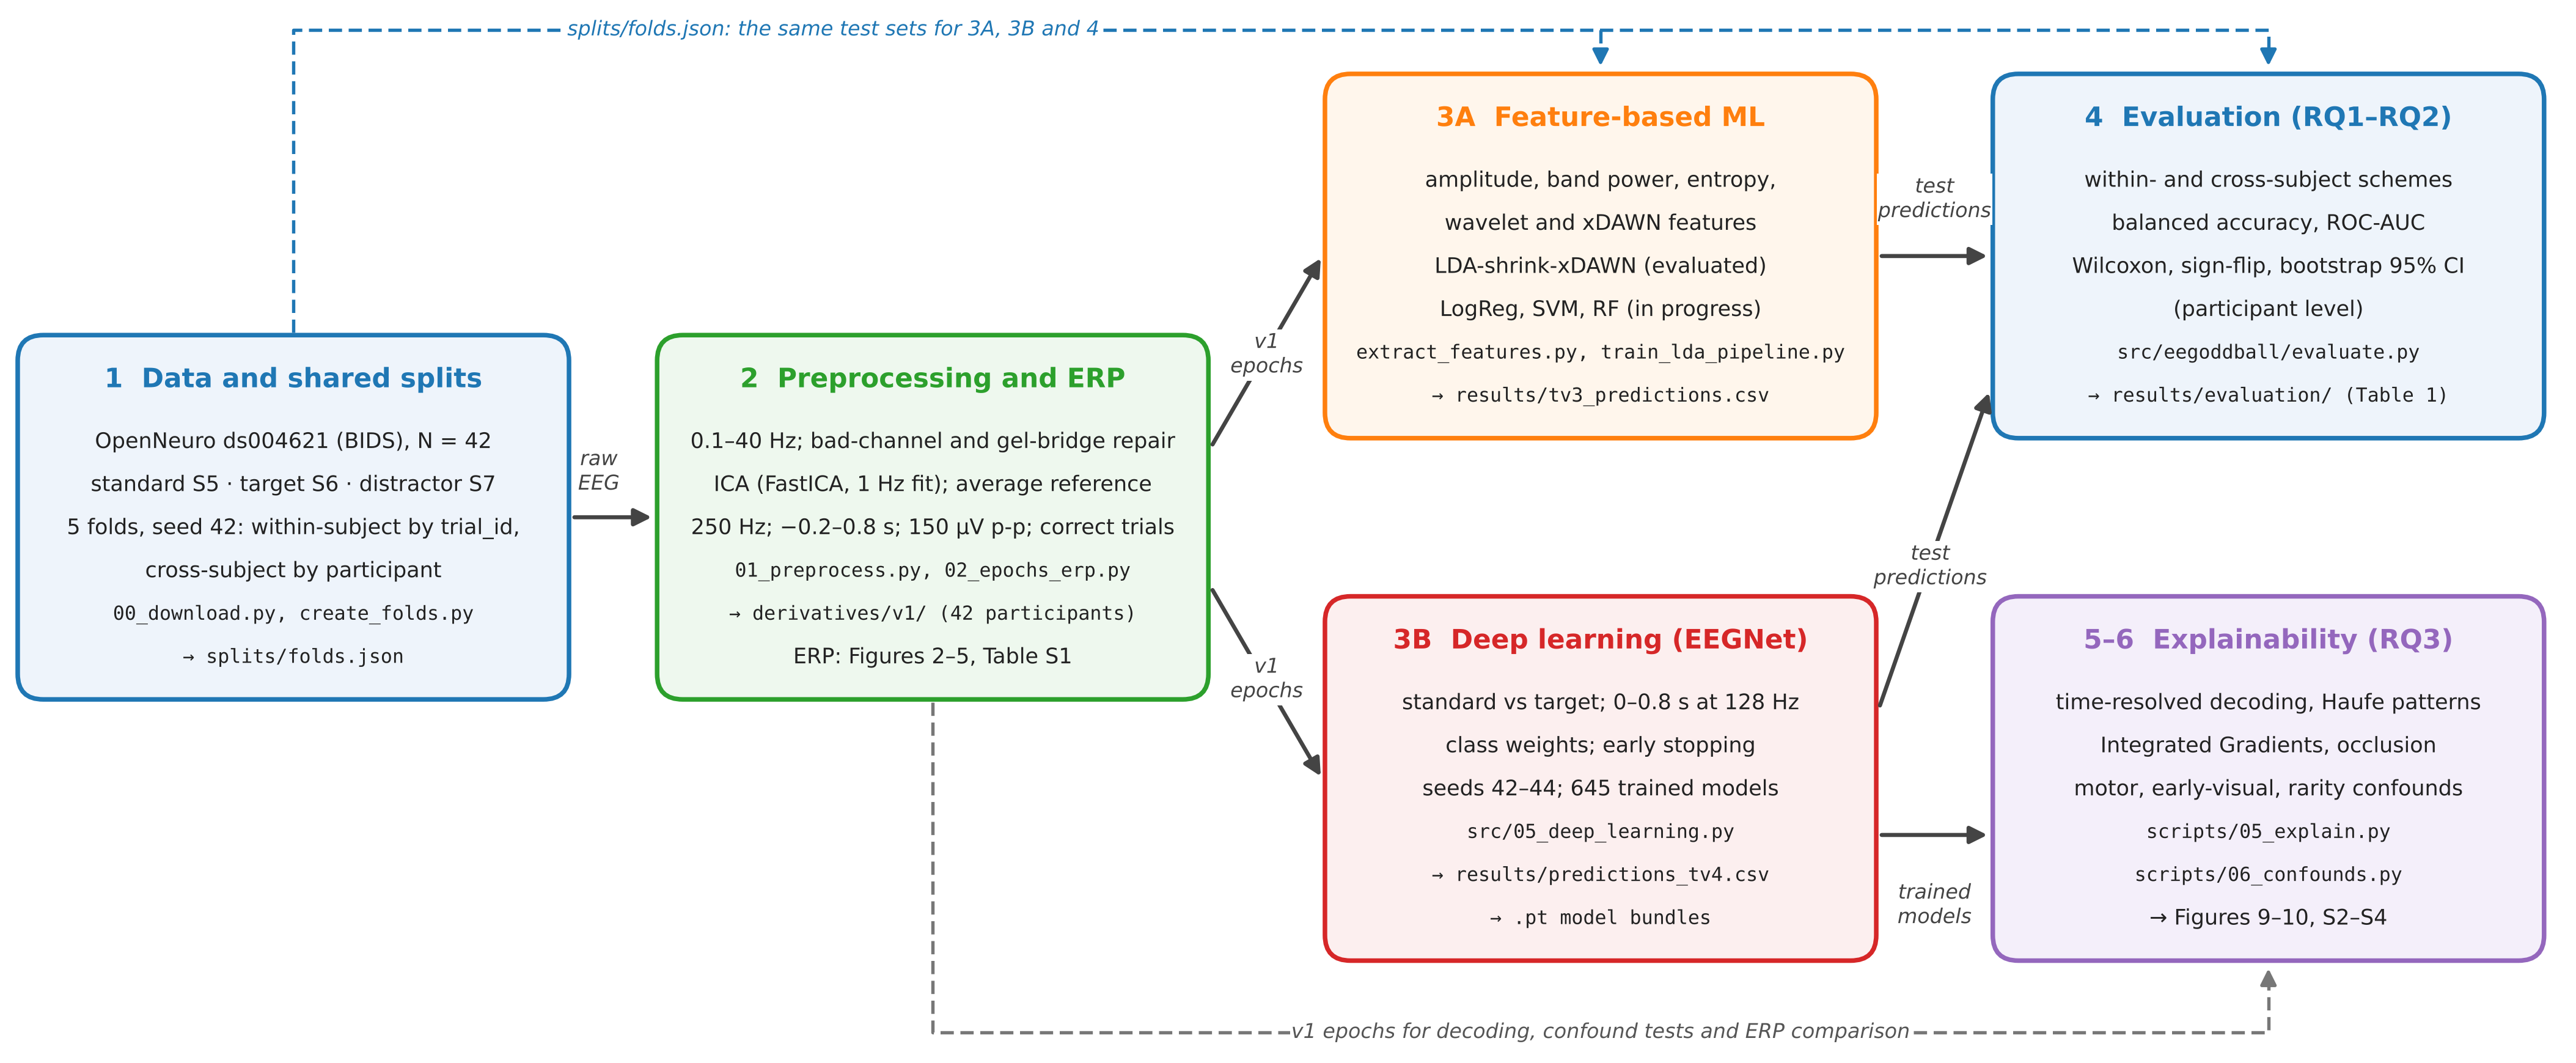 splits/folds.json: the same test sets for 3A, 3B and 4
1 Data and shared splits
OpenNeuro ds004621 (BIDS), N = 42
standard S5 · target S6 · distractor S7
5 folds, seed 42: within-subject by trial_id,
cross-subject by participant
00_download.py, create_folds.py
→ splits/folds.json
raw
EEG
2 Preprocessing and ERP
0.1–40 Hz; bad-channel and gel-bridge repair
ICA (FastICA, 1 Hz fit); average reference
250 Hz; −0.2–0.8 s; 150 µV p-p; correct trials
01_preprocess.py, 02_epochs_erp.py
→ derivatives/v1/ (42 participants)
ERP: Figures 2–5, Table S1
v1
epochs
v1
epochs
3A Feature-based ML
amplitude, band power, entropy,
wavelet and xDAWN features
LDA-shrink-xDAWN (evaluated)
LogReg, SVM, RF (in progress)
extract_features.py, train_lda_pipeline.py
→ results/tv3_predictions.csv
test
predictions
4 Evaluation (RQ1–RQ2)
within- and cross-subject schemes
balanced accuracy, ROC-AUC
Wilcoxon, sign-flip, bootstrap 95% CI
(participant level)
src/eegoddball/evaluate.py
→ results/evaluation/ (Table 1)
3B Deep learning (EEGNet)
standard vs target; 0–0.8 s at 128 Hz
class weights; early stopping
seeds 42–44; 645 trained models
src/05_deep_learning.py
→ results/predictions_tv4.csv
→ .pt model bundles
test
predictions
trained
models
5–6 Explainability (RQ3)
time-resolved decoding, Haufe patterns
Integrated Gradients, occlusion
motor, early-visual, rarity confounds
scripts/05_explain.py
scripts/06_confounds.py
→ Figures 9–10, S2–S4
v1 epochs for decoding, confound tests and ERP comparison